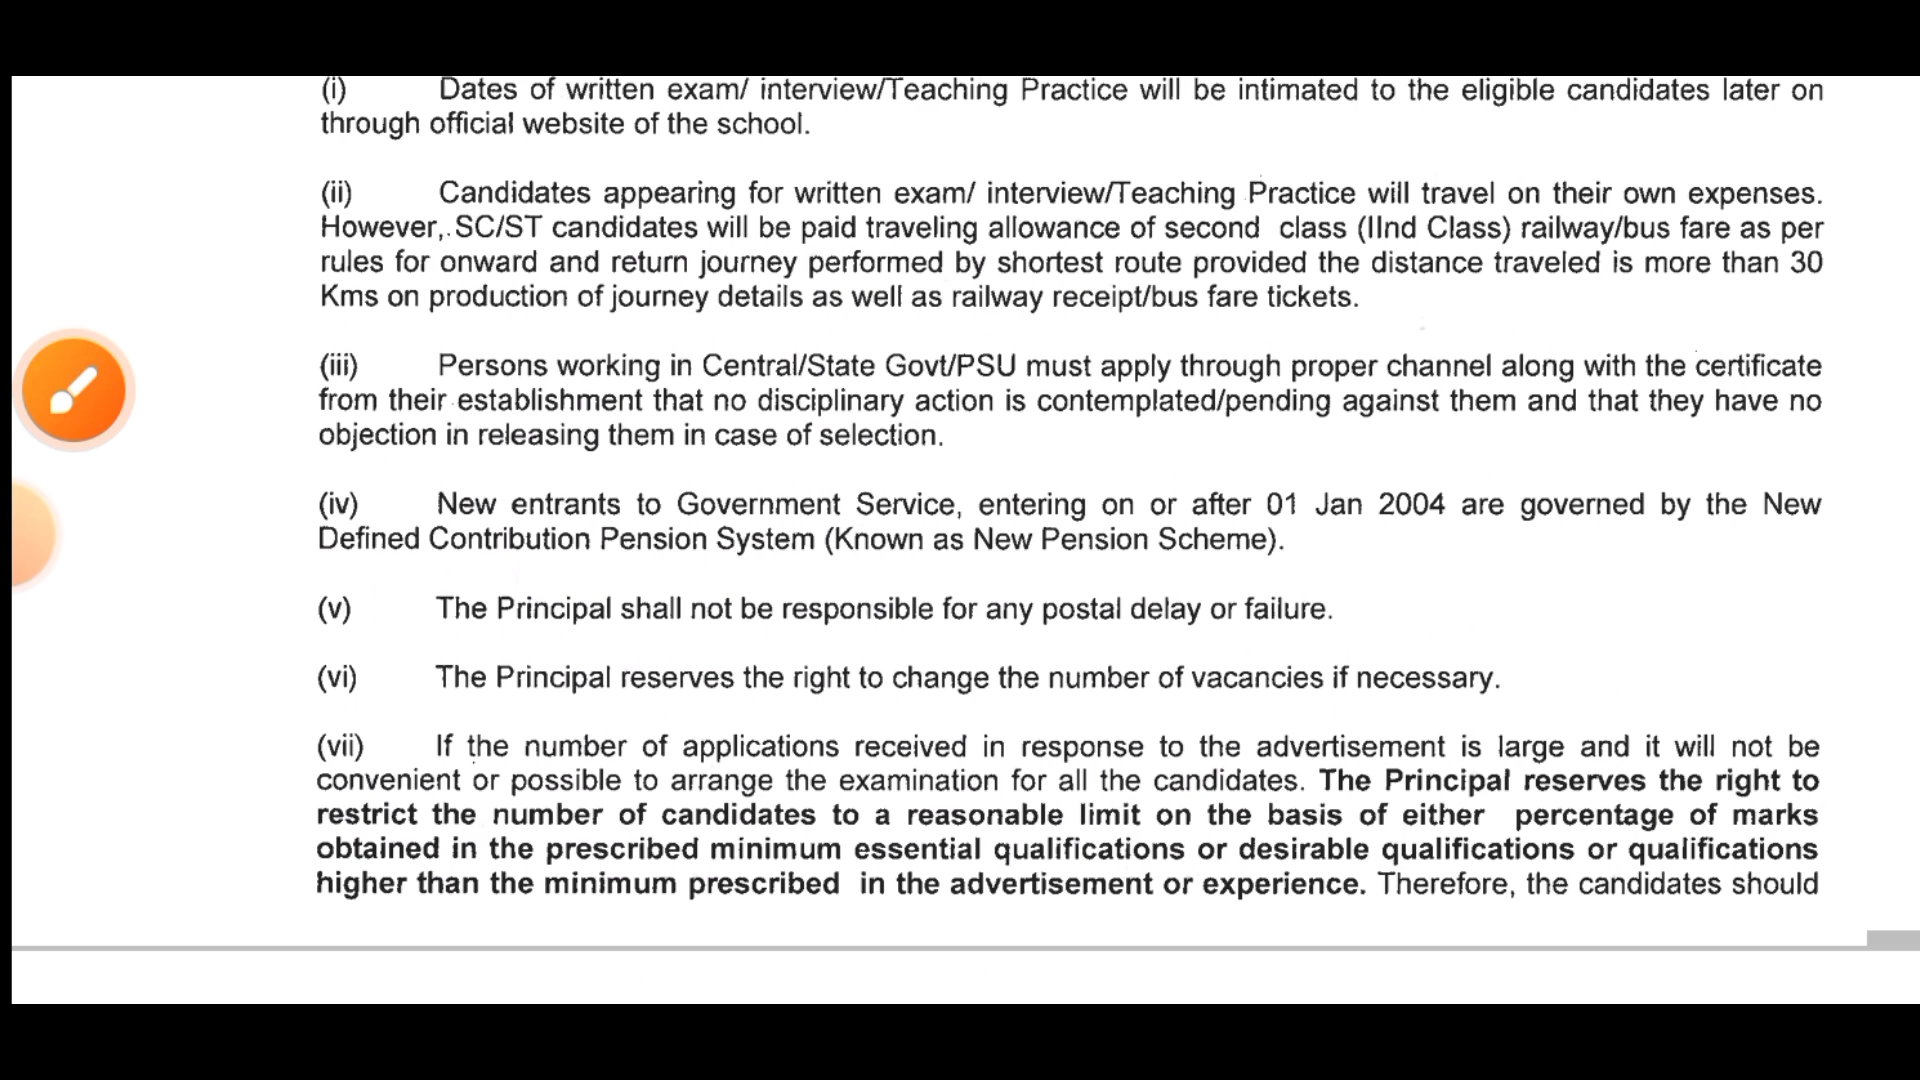 (i) Dates of written exam/ interview/Teaching Practice will be intimated to the eligible candidates later on
through official website of the school.
(ii) Candidates appearing for written exam/ interview/Teaching Practice will travel on their own expenses.
However, SC/ST candidates will be paid traveling allowance of second class (IInd Class) railway/bus fare as per
rules for onward and return journey performed by shortest route provided the distance traveled is more than 30
Kms on production of journey details as well as railway receipt/bus fare tickets.
(iii) Persons working in Central/State Govt/PSU must apply through proper channel along with the certificate
from their establishment that no disciplinary action is contemplated/pending against them and that they have no
objection in releasing them in case of selection.
(iv) New entrants to Government Service, entering on or after 01 Jan 2004 are governed by the New
Defined Contribution Pension System (Known as New Pension Scheme).
(v) The Principal shall not be responsible for any postal delay or failure.
(vi) The Principal reserves the right to change the number of vacancies if necessary.
(vii) If the number of applications received in response to the advertisement is large and it will not be
convenient or possible to arrange the examination for all the candidates. The Principal reserves the right to
restrict the number of candidates to a reasonable limit on the basis of either percentage of marks
obtained in the prescribed minimum essential qualifications or desirable qualifications or qualifications
higher than the minimum prescribed in the advertisement or experience. Therefore, the candidates should